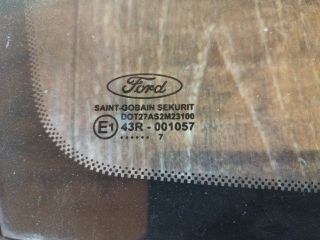 Ford
SAINT-GOBAIN SEKURIT
DOT27AS2M23100
E1 43R - 001057
...... 7